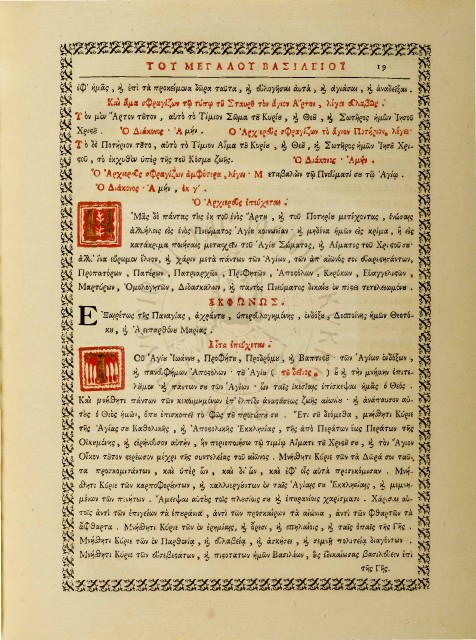 ΤΟΥ ΜΕΓΑΛΟΥ ΒΑΣΙΛΕΙΟΥ 19
ἐφ' ἡμᾶς, καὶ ἐπὶ τὰ προκείμενα δῶρα ταῦτα, καὶ εὐλογῆσαι αὐτὰ, καὶ ἁγιάσαι, καὶ ἀναδεῖξαι.
Καὶ ἅμα σφραγίζων τῷ τύπῳ τοῦ Σταυροῦ τὸν ἅγιον Ἄρτον, λέγει εὐλαβῶς.
Τὸν μὲν Ἄρτον τοῦτον, αὐτὸ τὸ Τίμιον Σῶμα τοῦ Κυρίου, καὶ Θεοῦ, καὶ Σωτῆρος ἡμῶν Ἰησοῦ
Χριστοῦ. Ὁ Διάκονος· Ἀμήν. Ὁ Ἀρχιερεὺς σφραγίζων τὸ ἅγιον Ποτήριον, λέγει·
Τὸ δὲ Ποτήριον τοῦτο, αὐτὸ τὸ Τίμιον Αἷμα τοῦ Κυρίου, καὶ Θεοῦ, καὶ Σωτῆρος ἡμῶν Ἰησοῦ Χρι-
στοῦ, τὸ ἐκχυθὲν ὑπὲρ τῆς τοῦ Κόσμου ζωῆς. Ὁ Διάκονος. Ἀμήν.
Ὁ Ἀρχιερεὺς σφραγίζων ἀμφότερα, λέγει· Μεταβαλὼν τῷ Πνεύματί σου τῷ Ἁγίῳ.
Ὁ Διάκονος· Ἀμήν, ἐκ γ΄.
Ὁ Ἀρχιερεὺς ἐπεύχεται.
Ἡμᾶς δὲ πάντας τοὺς ἐκ τοῦ ἑνὸς Ἄρτου, καὶ τοῦ Ποτηρίου μετέχοντας, ἑνώσαις
ἀλλήλοις εἰς ἑνὸς Πνεύματος Ἁγίου κοινωνίαν· καὶ μηδένα ἡμῶν εἰς κρίμα, ἢ εἰς
κατάκριμα ποιήσαις μετασχεῖν τοῦ Ἁγίου Σώματος, καὶ Αἵματος τοῦ Χριστοῦ σου·
ἀλλ' ἵνα εὕρωμεν ἔλεον, καὶ χάριν μετὰ πάντων τῶν Ἁγίων, τῶν ἀπ' αἰῶνός σοι εὐαρεστησάντων,
Προπατόρων, Πατέρων, Πατριαρχῶν, Προφητῶν, Ἀποστόλων, Κηρύκων, Εὐαγγελιστῶν
Μαρτύρων, Ὁμολογητῶν, Διδασκάλων, καὶ παντὸς Πνεύματος δικαίου ἐν πίστει τετελειωμένου.
ἘΚΦΩΝΩΣ.
Ἐξαιρέτως τῆς Παναγίας, ἀχράντου, ὑπερευλογημένης, ἐνδόξου, Δεσποίνης ἡμῶν Θεοτό-
κου, καὶ Ἀειπαρθένου Μαρίας.
Εἶτα ἐπεύχεται.
Τοῦ Ἁγίου Ἰωάννου, Προφήτου, Προδρόμου, καὶ Βαπτιστοῦ· τῶν Ἁγίων ἐνδόξων,
καὶ πανευφήμων Ἀποστόλων· τοῦ Ἁγίου (τοῦ δεῖνος) οὗ καὶ τὴν μνήμην ἐπιτε-
λοῦμεν· καὶ πάντων σου τῶν Ἁγίων· ὧν ταῖς ἱκεσίαις ἐπίσκεψαι ἡμᾶς ὁ Θεός.
Καὶ μνήσθητι πάντων τῶν κεκοιμημένων ἐπ' ἐλπίδι ἀναστάσεως ζωῆς αἰωνίου· καὶ ἀνάπαυσον αὐ-
τοὺς ὁ Θεὸς ἡμῶν, ὅπου ἐπισκοπεῖ τὸ Φῶς τοῦ προσώπου σου. Ἔτι σοῦ δεόμεθα, μνήσθητι Κύριε
τῆς Ἁγίας σου Καθολικῆς, καὶ Ἀποστολικῆς Ἐκκλησίας, τῆς ἀπὸ Περάτων ἕως Περάτων τῆς
Οἰκουμένης, καὶ εἰρήνευσον αὐτὴν, ἣν περιεποιήσω τῷ τιμίῳ Αἵματι τοῦ Χριστοῦ σου, καὶ τὸν Ἅγιον
Οἶκον τοῦτον στερέωσον μέχρι τῆς συντελείας τοῦ αἰῶνος. Μνήσθητι Κύριε τῶν τὰ Δῶρά σοι ταῦ-
τα προσκομισάντων, καὶ ὑπὲρ ὧν, καὶ δι' ὧν, καὶ ἐφ' οἷς αὐτὰ προσεκόμισαν. Μνή-
σθητι Κύριε τῶν καρποφορούντων, καὶ καλλιεργούντων ἐν ταῖς Ἁγίαις σου Ἐκκλησίαις, καὶ μεμνη-
μένων τῶν πενήτων. Ἄμειψαι αὐτοὺς τοῖς πλουσίοις σου καὶ ἐπουρανίοις χαρίσμασι. Χάρισαι αὐ-
τοῖς ἀντὶ τῶν ἐπιγείων τὰ ἐπουράνια, ἀντὶ τῶν προσκαίρων τὰ αἰώνια, ἀντὶ τῶν Φθαρτῶν τὰ
ἄφθαρτα. Μνήσθητι Κύριε τῶν ἐν ἐρημίαις, καὶ ὄρεσι, καὶ σπηλαίοις, καὶ ταῖς ὀπαῖς τῆς Γῆς.
Μνήσθητι Κύριε τῶν ἐν Παρθενίᾳ, καὶ εὐλαβείᾳ, καὶ ἀσκήσει, καὶ σεμνῇ πολιτείᾳ διαγόντων.
Μνήσθητι Κύριε τῶν εὐσεβεστάτων, καὶ πιστοτάτων ἡμῶν Βασιλέων, οὓς ἐδικαίωσας βασιλεύειν ἐπὶ
τῆς Γῆς.